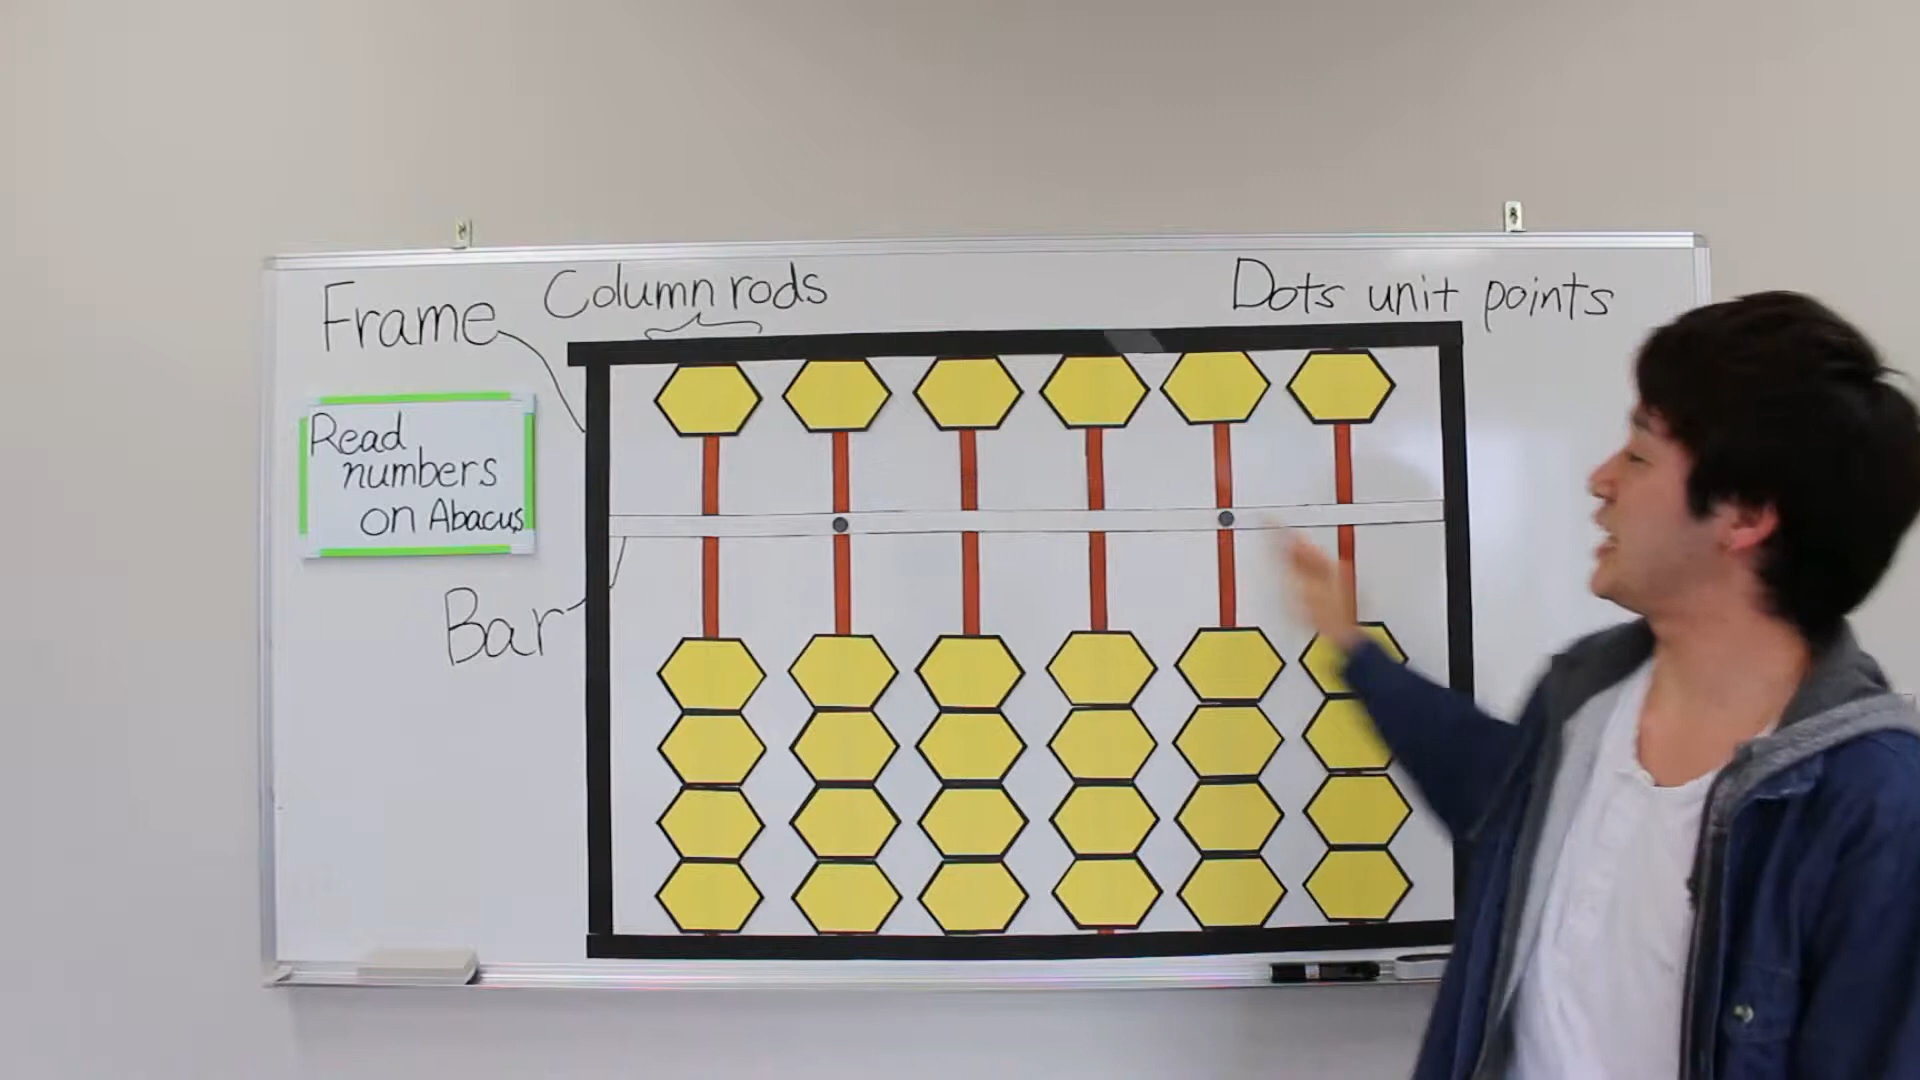 Frame
Column rods
Dots unit points
Read
numbers
on Abacus
Bar